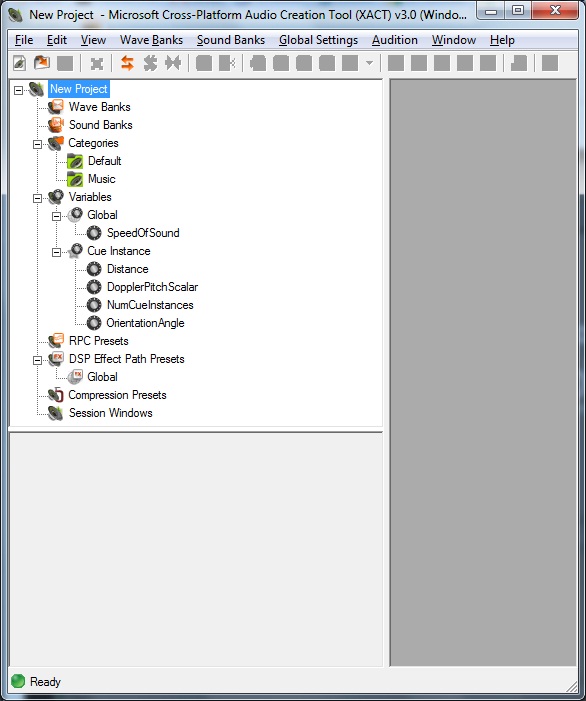 New Project - Microsoft Cross-Platform Audio Creation Tool (XACT) v3.0 (Windo...
File Edit View Wave Banks Sound Banks Global Settings Audition Window Help
New Project
Wave Banks
Sound Banks
Categories
Default
Music
Variables
Global
SpeedOfSound
Cue Instance
Distance
DopplerPitchScalar
NumCueInstances
OrientationAngle
RPC Presets
DSP Effect Path Presets
Global
Compression Presets
Session Windows
Ready